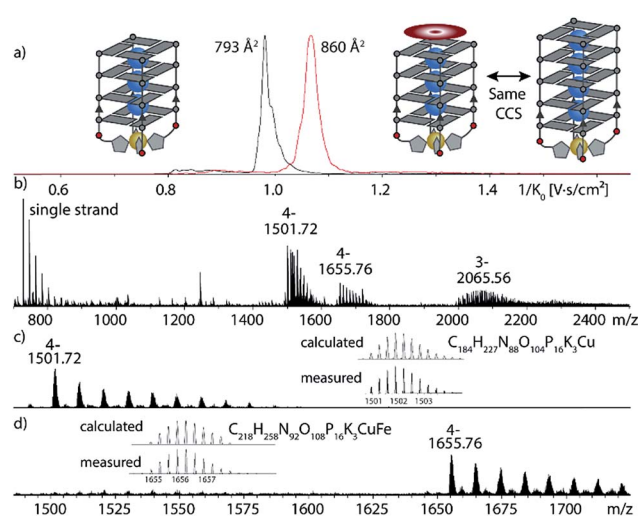 a)
793 Å²
860 Å²
Same
CCS
0.6
0.8
1.0
1.2
1.4
1/K₀ [V·s/cm²]
b)
single strand
4-
1501.72
4-
1655.76
3-
2065.56
800
1000
1200
1400
1600
1800
2000
2200
2400
m/z
c)
4-
1501.72
calculated
C₁₈₄H₂₂₇N₈₈O₁₀₄P₁₆K₃Cu
measured
1501 1502 1503
d)
calculated
C₂₁₈H₂₅₈N₉₂O₁₀₈P₁₆K₃CuFe
measured
1655 1656 1657
4-
1655.76
1500
1525
1550
1575
1600
1625
1650
1675
1700
m/z